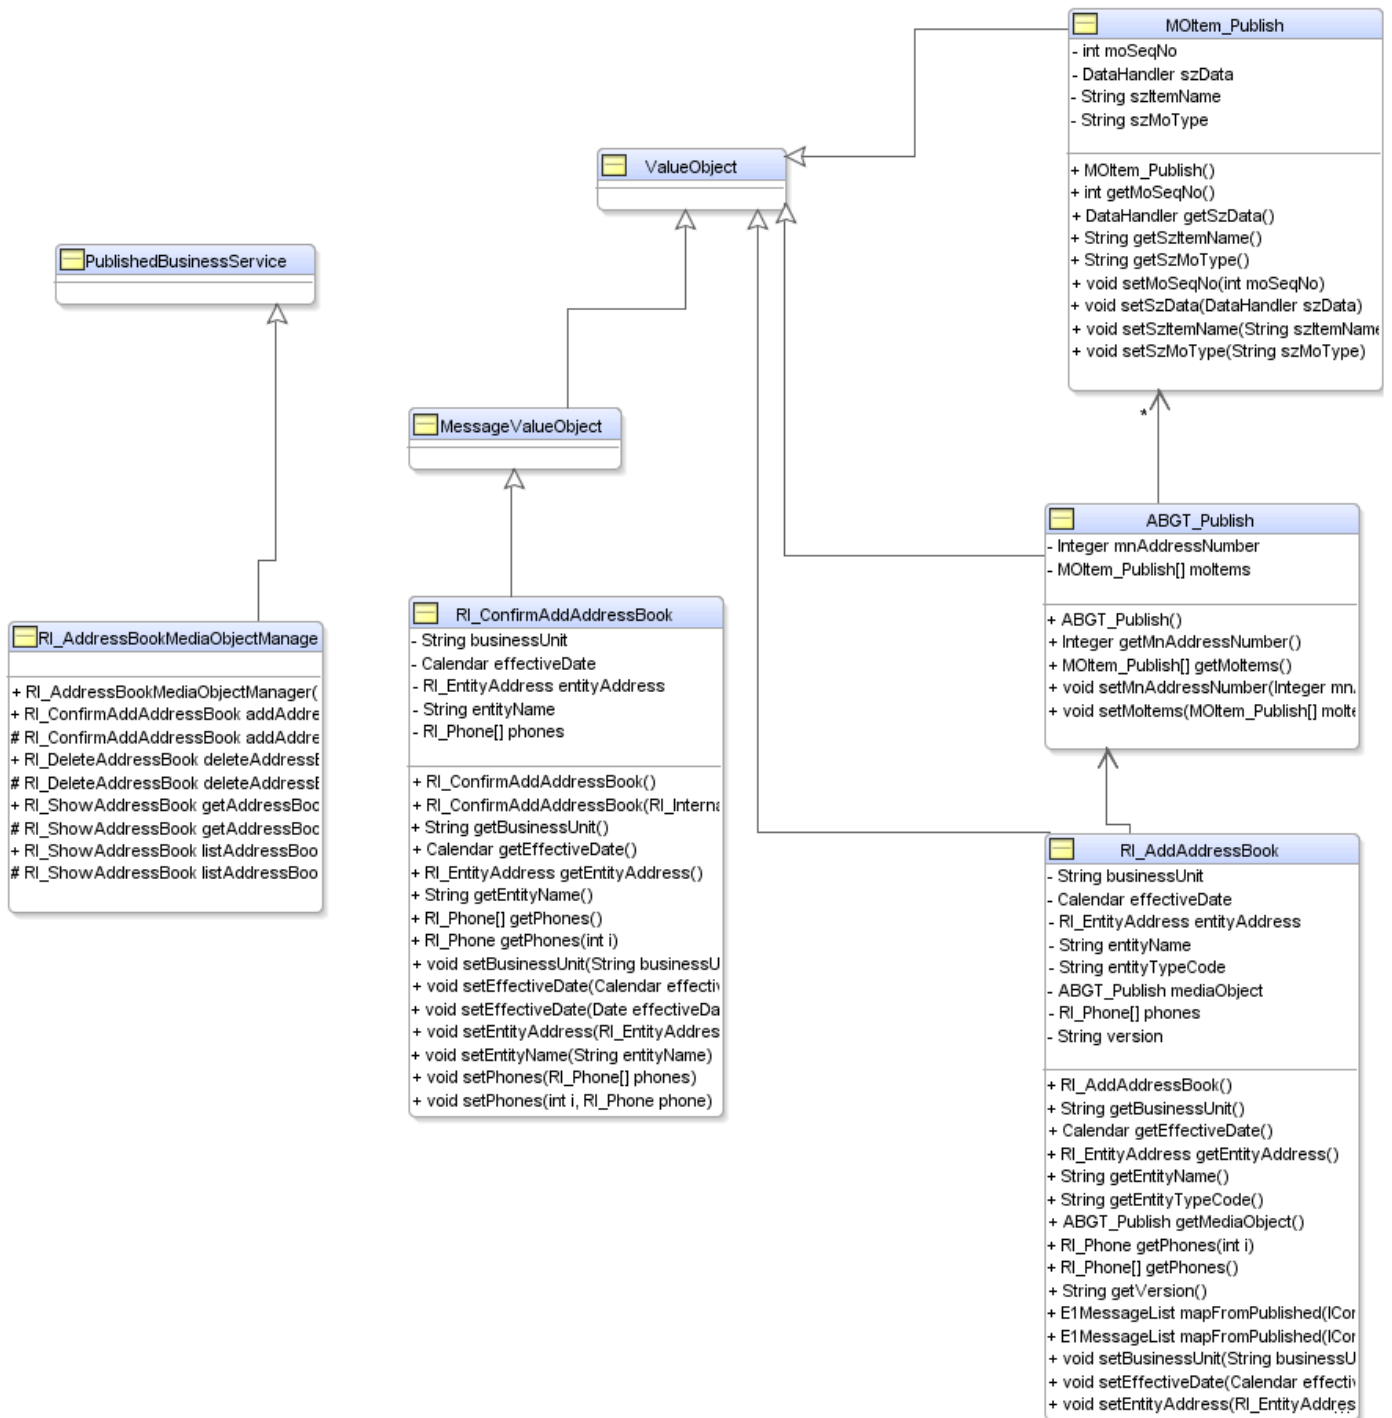 MOItem_Publish
- int moSeqNo
- DataHandler szData
- String szItemName
- String szMoType
+ MOItem_Publish()
+ int getMoSeqNo()
+ DataHandler getSzData()
+ String getSzItemName()
+ String getSzMoType()
+ void setMoSeqNo(int moSeqNo)
+ void setSzData(DataHandler szData)
+ void setSzItemName(String szItemName
+ void setSzMoType(String szMoType)
ValueObject
PublishedBusinessService
MessageValueObject
*
ABGT_Publish
- Integer mnAddressNumber
- MOItem_Publish[] moItems
+ ABGT_Publish()
+ Integer getMnAddressNumber()
+ MOItem_Publish[] getMoItems()
+ void setMnAddressNumber(Integer mn
+ void setMoItems(MOItem_Publish[] moIte
RI_AddressBookMediaObjectManage
+ RI_AddressBookMediaObjectManager(
+ RI_ConfirmAddAddressBook addAddre
# RI_ConfirmAddAddressBook addAddre
+ RI_DeleteAddressBook deleteAddressB
# RI_DeleteAddressBook deleteAddressB
+ RI_ShowAddressBook getAddressBoo
# RI_ShowAddressBook getAddressBoo
+ RI_ShowAddressBook listAddressBoo
# RI_ShowAddressBook listAddressBoo
RI_ConfirmAddAddressBook
- String businessUnit
- Calendar effectiveDate
- RI_EntityAddress entityAddress
- String entityName
- RI_Phone[] phones
+ RI_ConfirmAddAddressBook()
+ RI_ConfirmAddAddressBook(RI_Interna
+ String getBusinessUnit()
+ Calendar getEffectiveDate()
+ RI_EntityAddress getEntityAddress()
+ String getEntityName()
+ RI_Phone[] getPhones()
+ RI_Phone getPhones(int i)
+ void setBusinessUnit(String businessU
+ void setEffectiveDate(Calendar effectiv
+ void setEffectiveDate(Date effectiveDa
+ void setEntityAddress(RI_EntityAddres
+ void setEntityName(String entityName)
+ void setPhones(RI_Phone[] phones)
+ void setPhones(int i, RI_Phone phone)
RI_AddAddressBook
- String businessUnit
- Calendar effectiveDate
- RI_EntityAddress entityAddress
- String entityName
- String entityTypeCode
- ABGT_Publish mediaObject
- RI_Phone[] phones
- String version
+ RI_AddAddressBook()
+ String getBusinessUnit()
+ Calendar getEffectiveDate()
+ RI_EntityAddress getEntityAddress()
+ String getEntityName()
+ String getEntityTypeCode()
+ ABGT_Publish getMediaObject()
+ RI_Phone getPhones(int i)
+ RI_Phone[] getPhones()
+ String getVersion()
+ E1MessageList mapFromPublished(ICor
+ E1MessageList mapFromPublished(ICor
+ void setBusinessUnit(String businessU
+ void setEffectiveDate(Calendar effectiv
+ void setEntityAddress(RI_EntityAddres
...